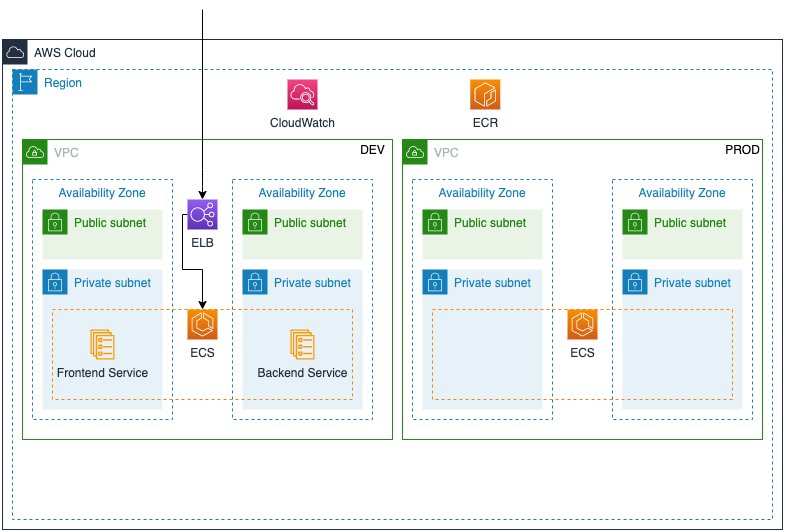 AWS Cloud
Region
CloudWatch
ECR
VPC
DEV
VPC
PROD
Availability Zone
Availability Zone
Availability Zone
Availability Zone
Public subnet
Public subnet
Public subnet
Public subnet
ELB
Private subnet
Private subnet
Private subnet
Private subnet
ECS
ECS
Frontend Service
Backend Service